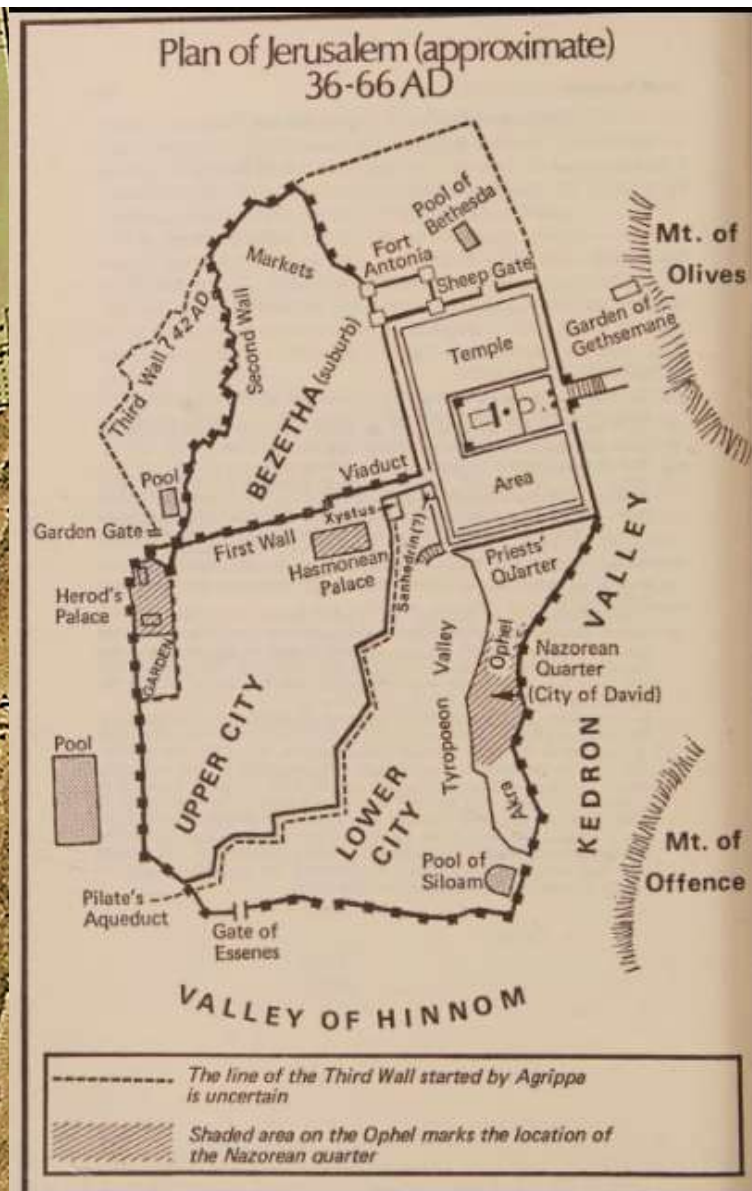 Plan of Jerusalem (approximate)
36-66 AD
Pool of
Bethesda
Mt. of
Olives
Markets
Fort
Antonia
Sheep Gate
Garden of
Gethsemane
Third Wall ? 42 AD
Second Wall
BEZETHA (suburb)
Temple
Area
Pool
Viaduct
Garden Gate
First Wall
Xystus
Hasmonean
Palace
Sanhedrin (?)
Priests'
Quarter
Herod's
Palace
GARDEN
Tyropoeon Valley
Ophel
Nazorean
Quarter
(City of David)
KEDRON VALLEY
Pool
UPPER CITY
LOWER
CITY
Akra
Pool of
Siloam
Mt. of
Offence
Pilate's
Aqueduct
Gate of
Essenes
VALLEY OF HINNOM
The line of the Third Wall started by Agrippa
is uncertain
Shaded area on the Ophel marks the location of
the Nazorean quarter